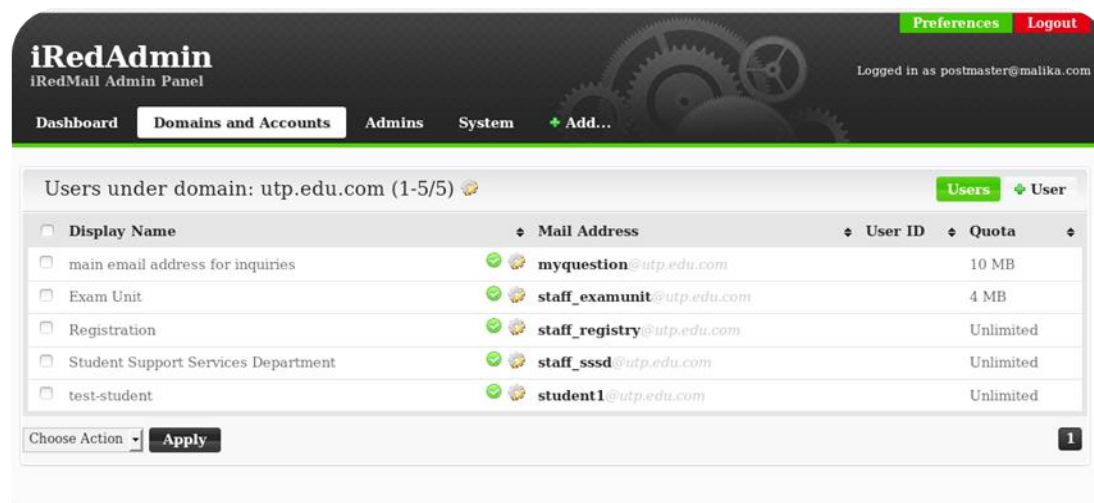 Preferences Logout
iRedAdmin
iRedMail Admin Panel
Logged in as postmaster@malika.com
Dashboard Domains and Accounts Admins System + Add...
Users under domain: utp.edu.com (1-5/5) Users + User
Display Name Mail Address User ID Quota
main email address for inquiries myquestion@utp.edu.com 10 MB
Exam Unit staff_examunit@utp.edu.com 4 MB
Registration staff_registry@utp.edu.com Unlimited
Student Support Services Department staff_sssd@utp.edu.com Unlimited
test-student student1@utp.edu.com Unlimited
Choose Action Apply 1